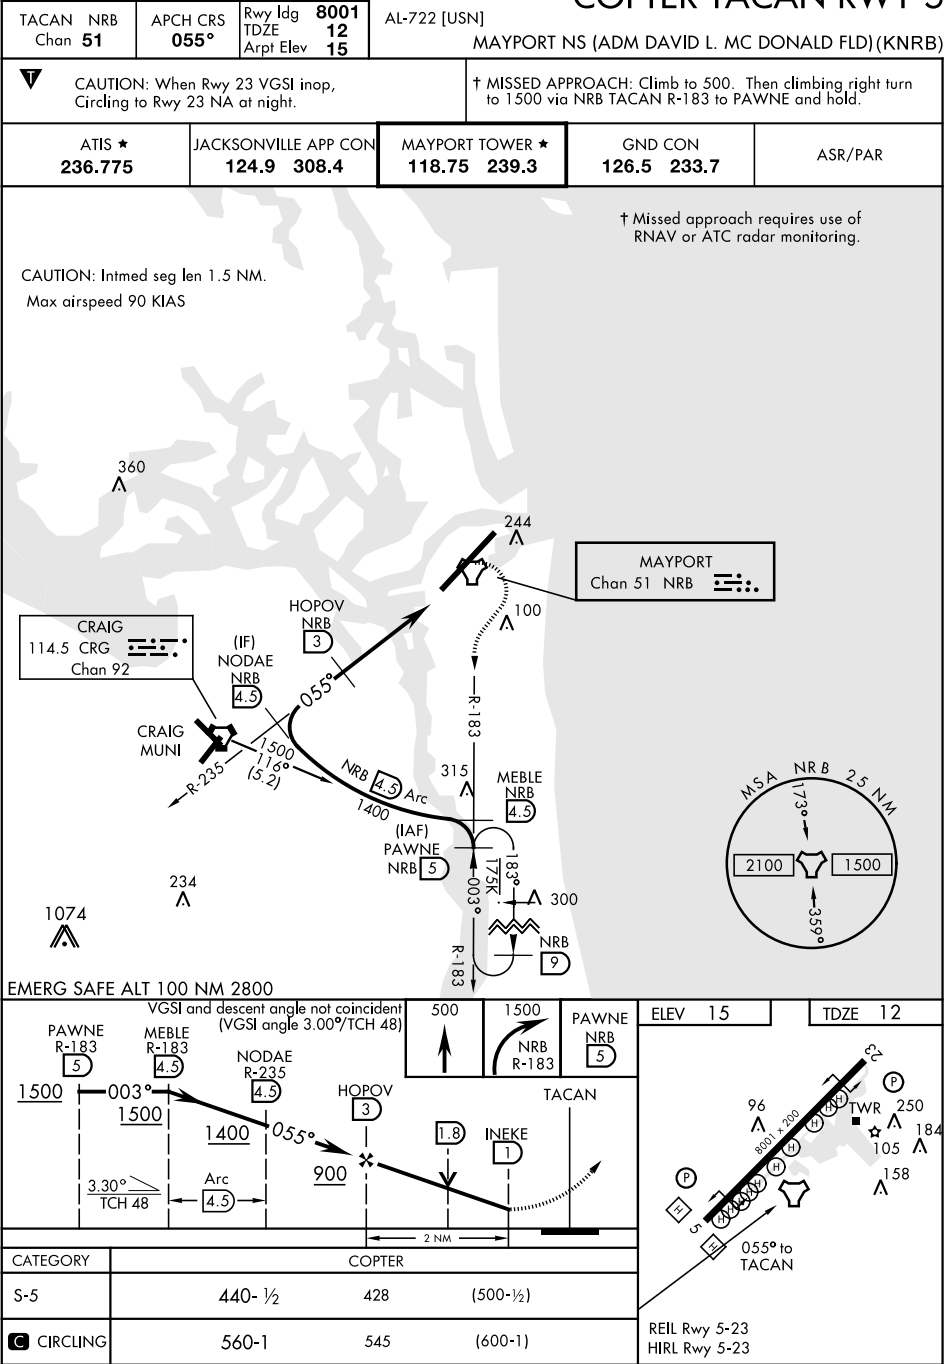 COPTER TACAN RWY 5
TACAN NRB
Chan 51
APCH CRS
055°
Rwy ldg 8001
TDZE 12
Arpt Elev 15
AL-722 [USN]
MAYPORT NS (ADM DAVID L. MC DONALD FLD) (KNRB)
T
CAUTION: When Rwy 23 VGSI inop,
Circling to Rwy 23 NA at night.
† MISSED APPROACH: Climb to 500. Then climbing right turn
to 1500 via NRB TACAN R-183 to PAWNE and hold.
ATIS ★
236.775
JACKSONVILLE APP CON
124.9 308.4
MAYPORT TOWER ★
118.75 239.3
GND CON
126.5 233.7
ASR/PAR
† Missed approach requires use of
RNAV or ATC radar monitoring.
CAUTION: Intmed seg len 1.5 NM.
Max airspeed 90 KIAS
360
244
MAYPORT
Chan 51 NRB
100
HOPOV
NRB
3
CRAIG
114.5 CRG
Chan 92
(IF)
NODAE
NRB
4.5
055°
R-183
CRAIG
MUNI
1500
116°
(5.2)
R-235
NRB 4.5 Arc
1400
315
MEBLE
NRB
4.5
(IAF)
PAWNE
NRB 5
183°
175K
003°
300
R-183
NRB
9
234
1074
MSA NRB 25 NM
173°
2100
1500
359°
EMERG SAFE ALT 100 NM 2800
VGSI and descent angle not coincident
(VGSI angle 3.00°/TCH 48)
500
1500
NRB
R-183
PAWNE
NRB
5
PAWNE
R-183
5
MEBLE
R-183
4.5
NODAE
R-235
4.5
HOPOV
3
1.8
INEKE
1
TACAN
1500
003°
1500
1400
055°
900
3.30°
TCH 48
Arc
4.5
2 NM
ELEV 15
TDZE 12
23
P
96
8001 x 200
TWR
250
184
105
158
P
H
H
H
H
H
H
H
H
H
H
H
H
5
055° to
TACAN
REIL Rwy 5-23
HIRL Rwy 5-23
CATEGORY
COPTER
S-5
440-½ 428 (500-½)
C CIRCLING
560-1 545 (600-1)